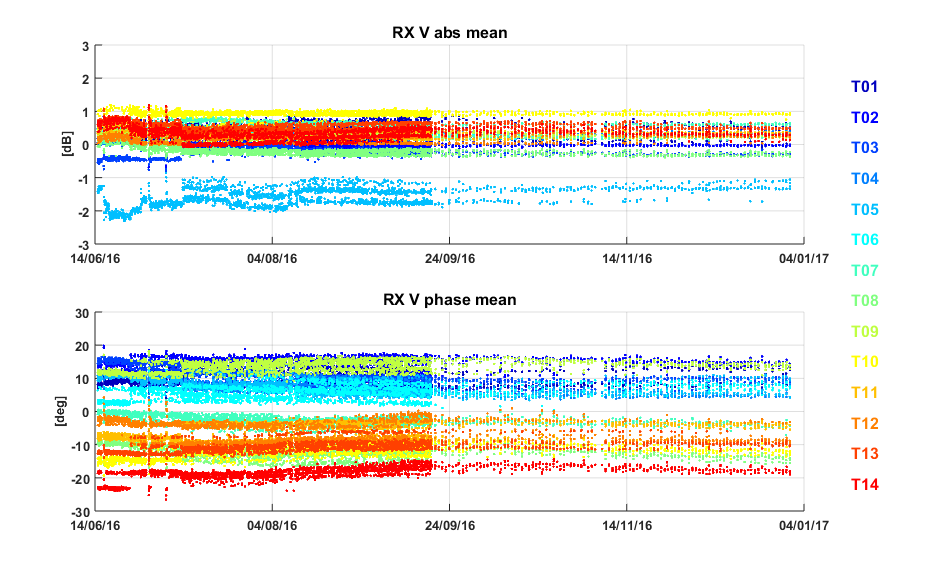 RX V abs mean
3
2
1
0
-1
-2
-3
[dB]
14/06/16 04/08/16 24/09/16 14/11/16 04/01/17
RX V phase mean
30
20
10
0
-10
-20
-30
[deg]
14/06/16 04/08/16 24/09/16 14/11/16 04/01/17
T01
T02
T03
T04
T05
T06
T07
T08
T09
T10
T11
T12
T13
T14